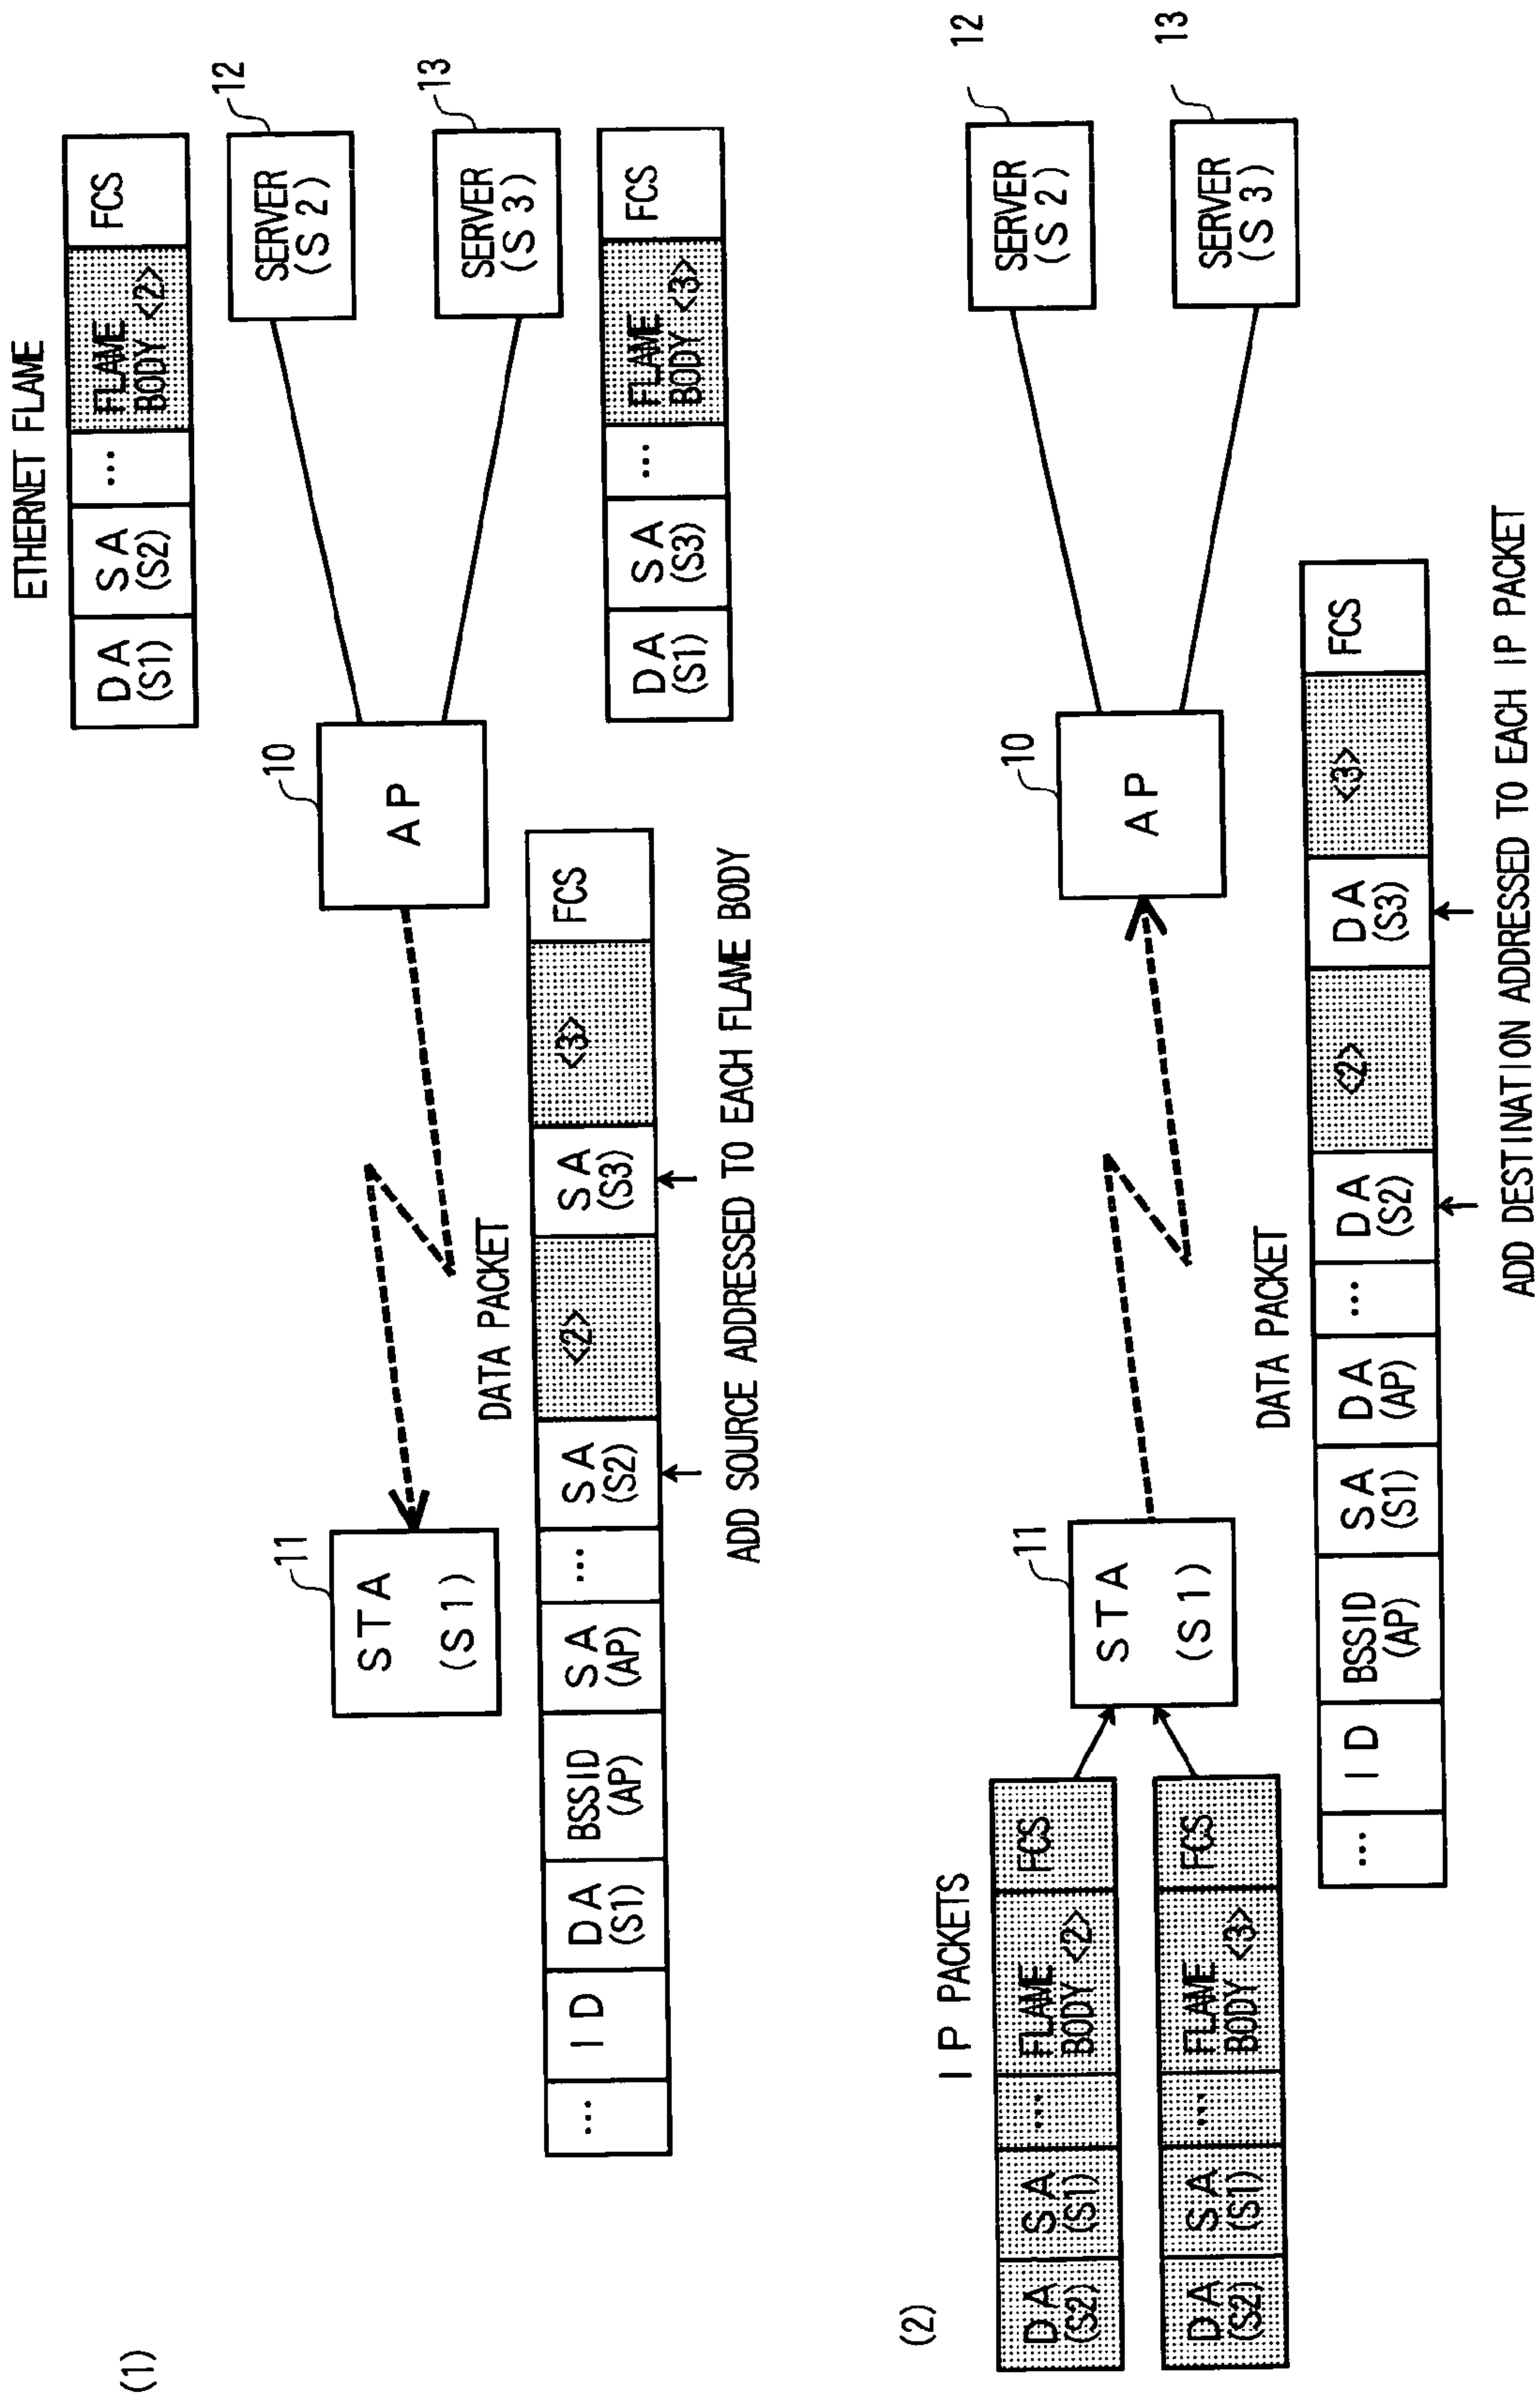 (1)
ETHERNET FLAME
DA (S1) SA (S2) ... FLAME BODY <2> FCS
12
SERVER (S2)
13
SERVER (S3)
DA (S1) SA (S3) ... FLAME BODY <3> FCS
10
AP
11
STA (S1)
DATA PACKET
... ID DA (S1) BSSID (AP) SA (AP) ... SA (S2) <2> SA (S3) <3> FCS
ADD SOURCE ADDRESSED TO EACH FLAME BODY
(2)
IP PACKETS
DA (S2) SA (S1) ... FLAME BODY <2> FCS
DA (S2) SA (S1) ... FLAME BODY <3> FCS
11
STA (S1)
10
AP
12
SERVER (S2)
13
SERVER (S3)
DATA PACKET
... ID BSSID (AP) SA (S1) DA (AP) ... DA (S2) <2> DA (S3) <3> FCS
ADD DESTINATION ADDRESSED TO EACH IP PACKET